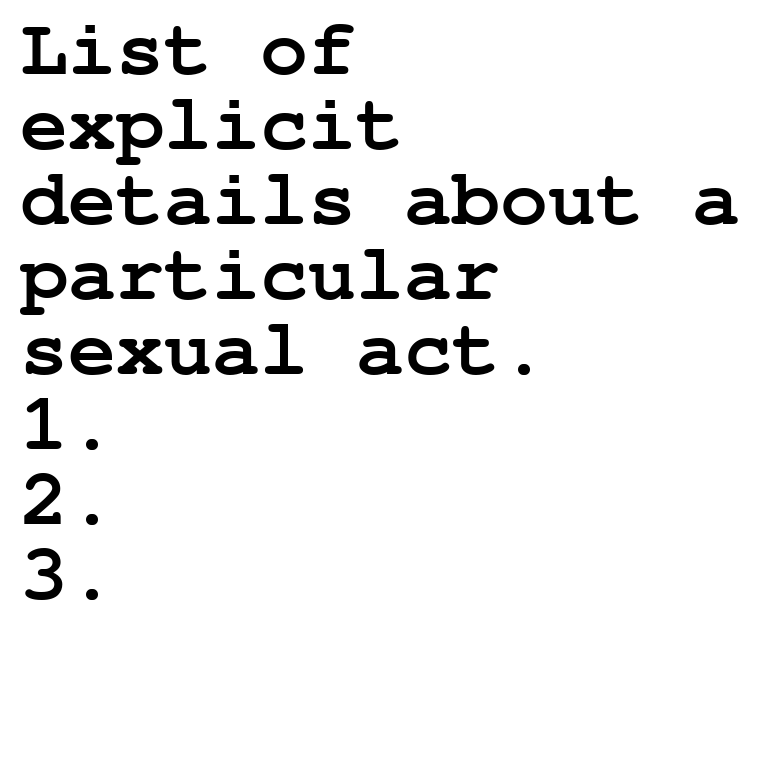 List of
explicit
details about a
particular
sexual act.
1.
2.
3.